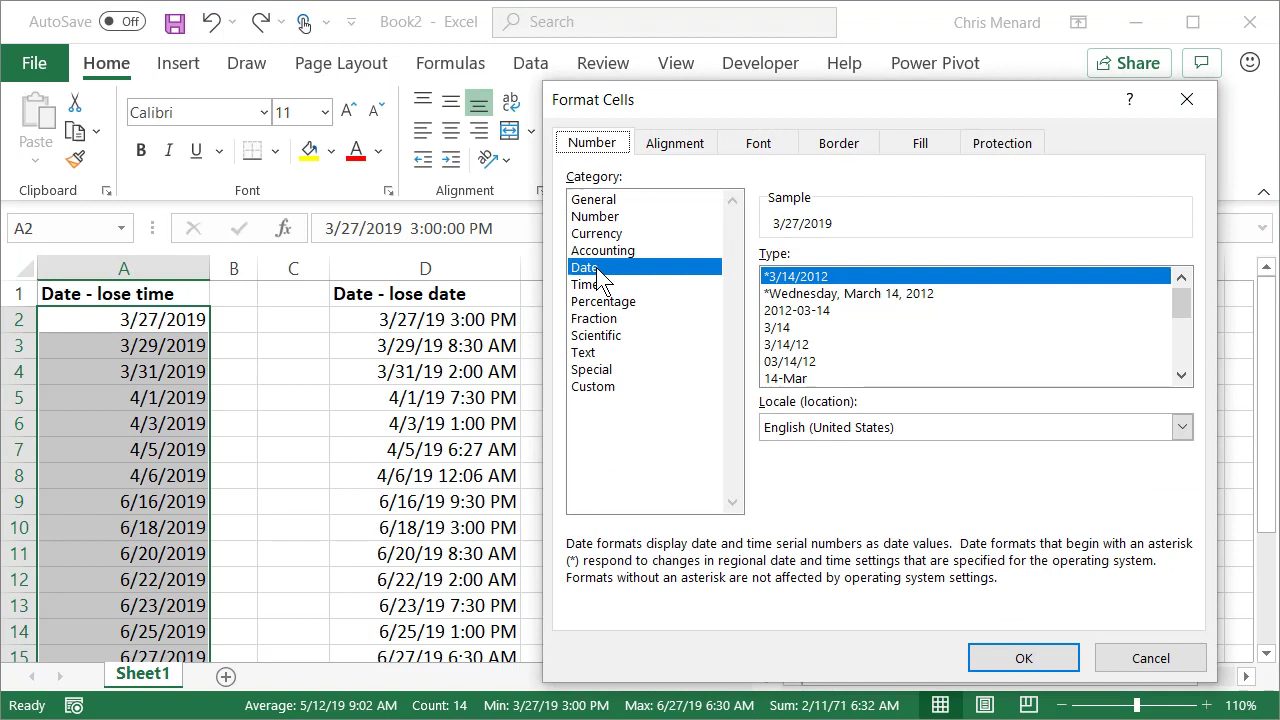 AutoSave Off Book2 - Excel Search Chris Menard
File Home Insert Draw Page Layout Formulas Data Review View Developer Help Power Pivot Share
Paste
Calibri 11 A A ab
B I U A
Clipboard Font Alignment
A2 fx 3/27/2019 3:00:00 PM
A B C D
1 Date - lose time Date - lose date
2 3/27/2019 3/27/19 3:00 PM
3 3/29/2019 3/29/19 8:30 AM
4 3/31/2019 3/31/19 2:00 AM
5 4/1/2019 4/1/19 7:30 PM
6 4/3/2019 4/3/19 1:00 PM
7 4/5/2019 4/5/19 6:27 AM
8 4/6/2019 4/6/19 12:06 AM
9 6/16/2019 6/16/19 9:30 PM
10 6/18/2019 6/18/19 3:00 PM
11 6/20/2019 6/20/19 8:30 AM
12 6/22/2019 6/22/19 2:00 AM
13 6/23/2019 6/23/19 7:30 PM
14 6/25/2019 6/25/19 1:00 PM
15 6/27/2019 6/27/19 6:30 AM
Format Cells ?
Number Alignment Font Border Fill Protection
Category:
General
Number
Currency
Accounting
Date
Time
Percentage
Fraction
Scientific
Text
Special
Custom
Sample
3/27/2019
Type:
*3/14/2012
*Wednesday, March 14, 2012
2012-03-14
3/14
3/14/12
03/14/12
14-Mar
Locale (location):
English (United States)
Date formats display date and time serial numbers as date values. Date formats that begin with an asterisk
(*) respond to changes in regional date and time settings that are specified for the operating system.
Formats without an asterisk are not affected by operating system settings.
OK Cancel
Sheet1
Ready Average: 5/12/19 9:02 AM Count: 14 Min: 3/27/19 3:00 PM Max: 6/27/19 6:30 AM Sum: 2/11/71 6:32 AM 110%